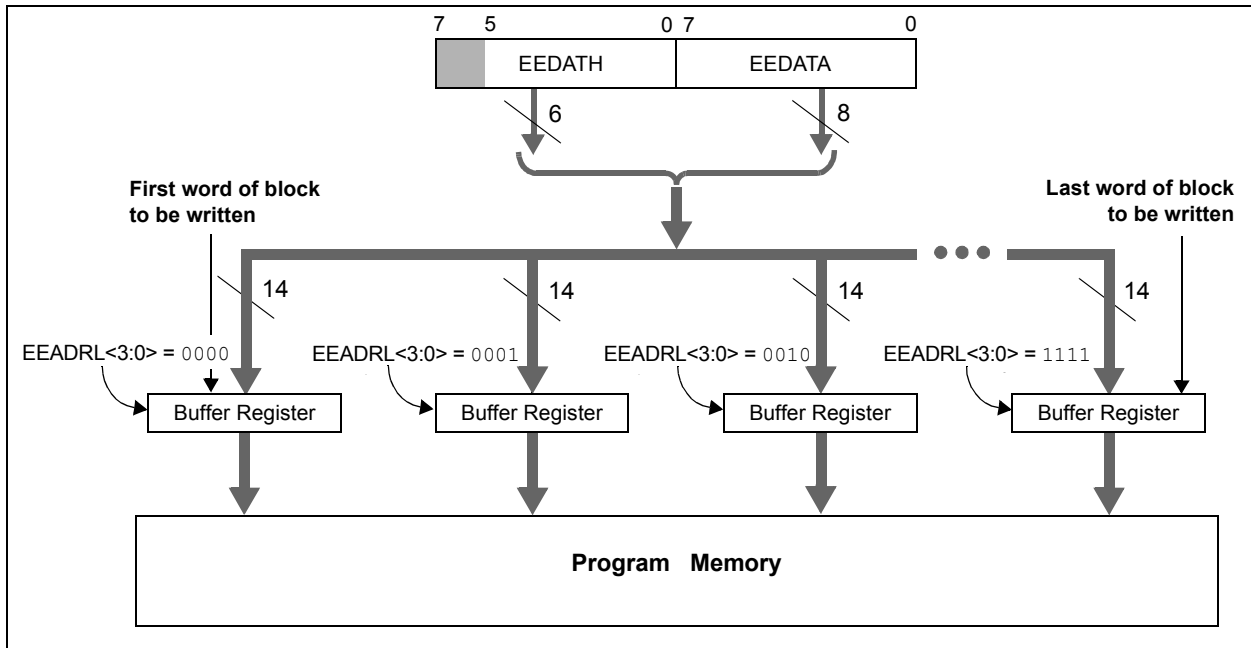 7 5 0 7 0
EEDATH EEDATA
6 8
First word of block
to be written
Last word of block
to be written
14 14 14 14
EEADRL<3:0> = 0000 EEADRL<3:0> = 0001 EEADRL<3:0> = 0010 EEADRL<3:0> = 1111
Buffer Register Buffer Register Buffer Register Buffer Register
Program Memory